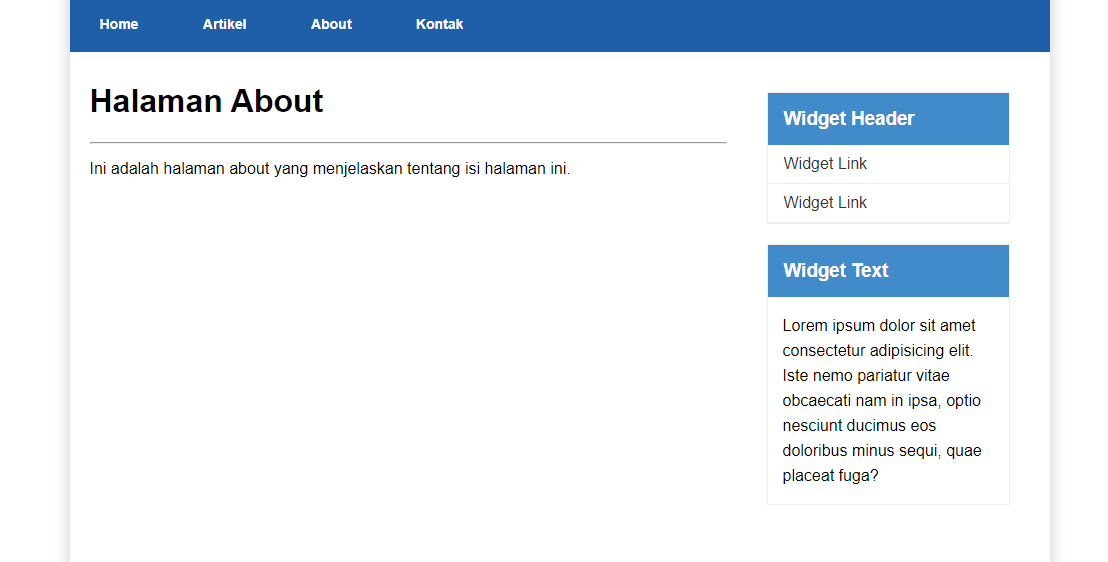 Home Artikel About Kontak
Halaman About
Ini adalah halaman about yang menjelaskan tentang isi halaman ini.
Widget Header
Widget Link
Widget Link
Widget Text
Lorem ipsum dolor sit amet
consectetur adipisicing elit.
Iste nemo pariatur vitae
obcaecati nam in ipsa, optio
nesciunt ducimus eos
doloribus minus sequi, quae
placeat fuga?